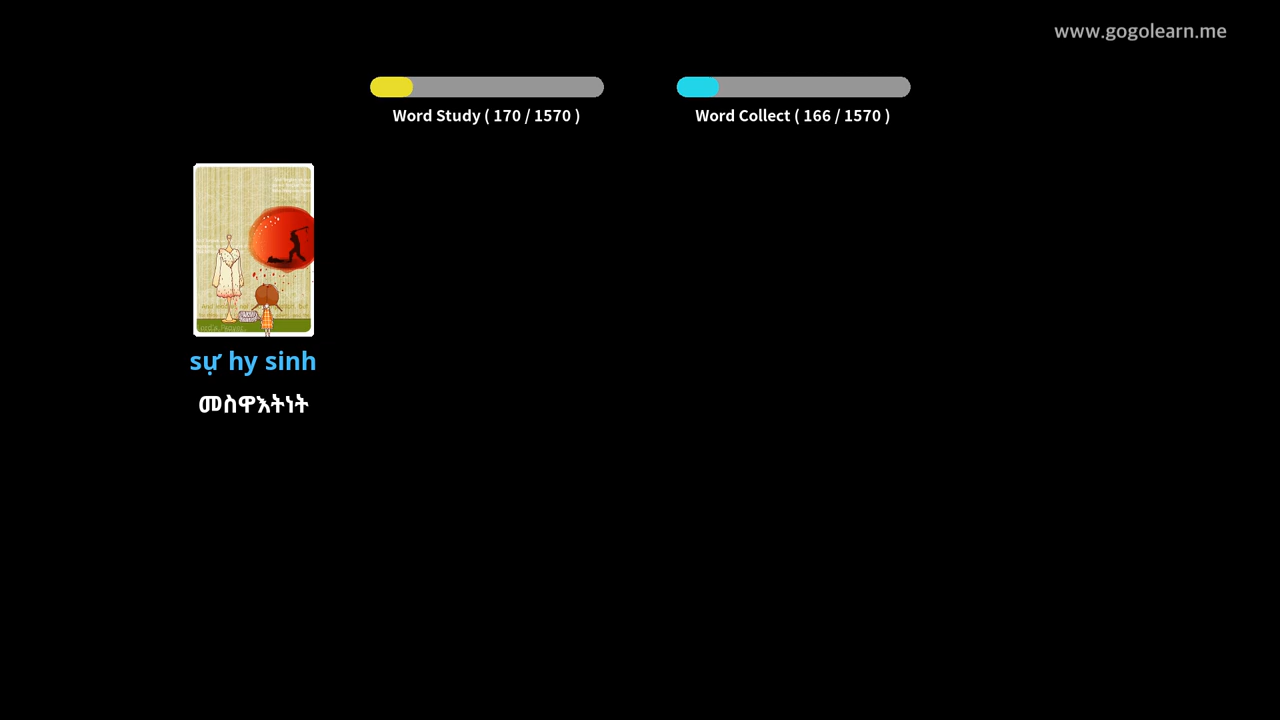 www.gogolearn.me
Word Study ( 170 / 1570 )
Word Collect ( 166 / 1570 )
sự hy sinh
መስዋእትነት